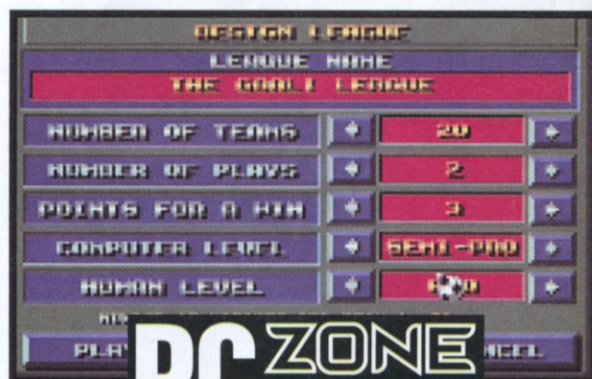 DESIGN LEAGUE
LEAGUE NAME
THE GOAL! LEAGUE
NUMBER OF TEAMS 20
NUMBER OF PLAYS 2
POINTS FOR A WIN 3
COMPUTER LEVEL SEMI-PRO
HUMAN LEVEL
PC ZONE